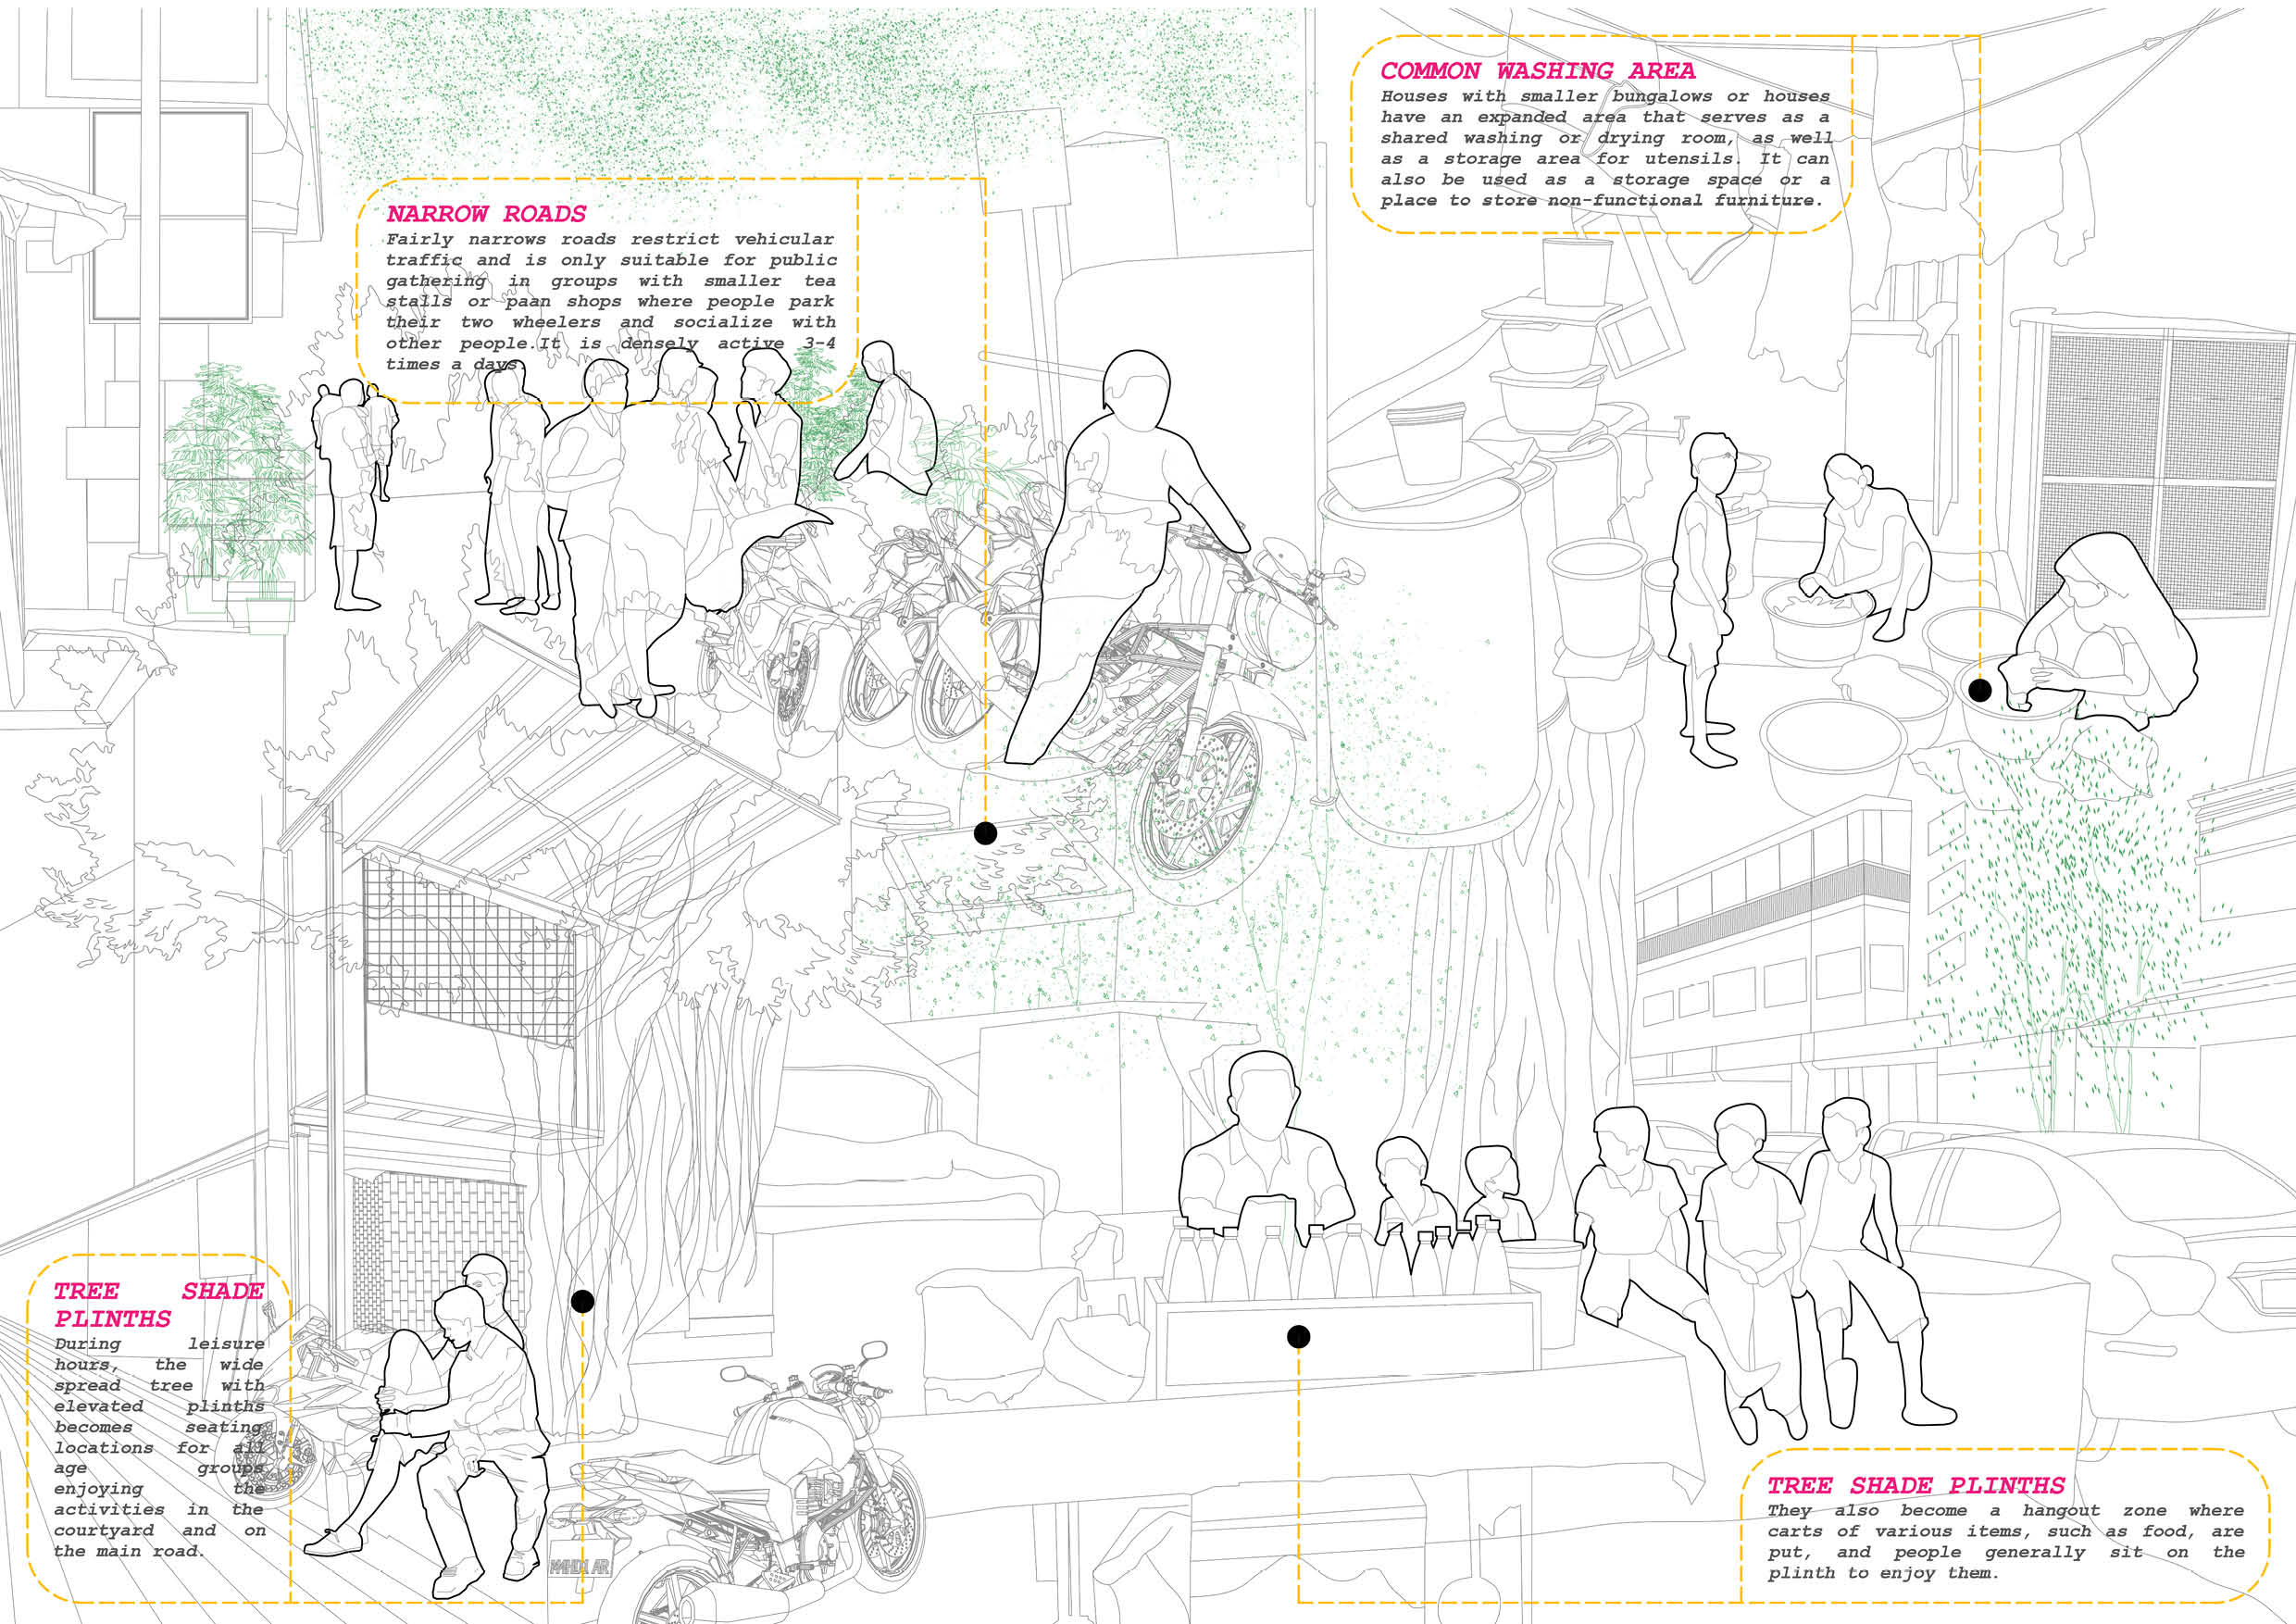 COMMON WASHING AREA
Houses with smaller bungalows or houses
have an expanded area that serves as a
shared washing or drying room, as well
as a storage area for utensils. It can
also be used as a storage space or a
place to store non-functional furniture.
NARROW ROADS
Fairly narrows roads restrict vehicular
traffic and is only suitable for public
gathering in groups with smaller tea
stalls or paan shops where people park
their two wheelers and socialize with
other people.It is densely active 3-4
times a days.
TREE SHADE
PLINTHS
During leisure
hours, the wide
spread tree with
elevated plinths
becomes seating
locations for all
age groups
enjoying the
activities in the
courtyard and on
the main road.
TREE SHADE PLINTHS
They also become a hangout zone where
carts of various items, such as food, are
put, and people generally sit on the
plinth to enjoy them.